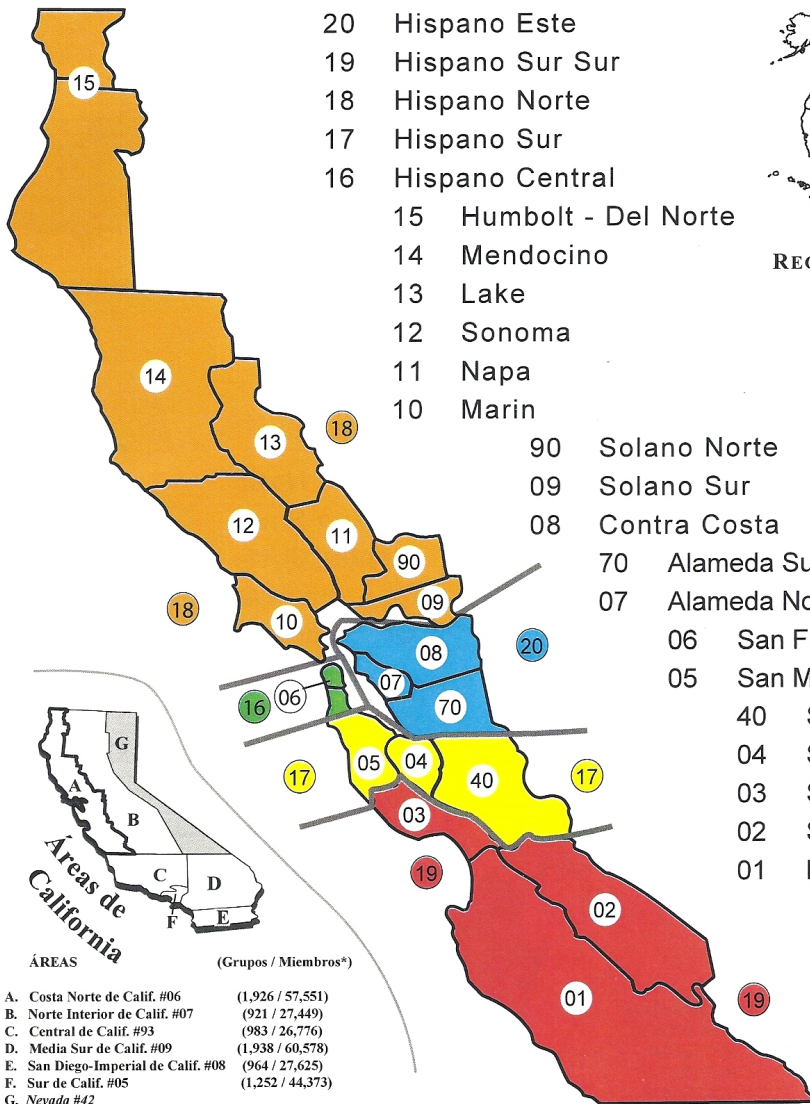 20 Hispano Este
19 Hispano Sur Sur
18 Hispano Norte
17 Hispano Sur
16 Hispano Central
15 Humbolt - Del Norte
14 Mendocino
13 Lake
12 Sonoma
11 Napa
10 Marin
90 Solano Norte
09 Solano Sur
08 Contra Costa
70 Alameda Su
07 Alameda No
06 San F
05 San M
40 S
04 S
03 S
02 S
01
REG
15
14
13
18
12
11
90
09
10
18
08
20
07
06
16
70
05
04
40
17
17
03
19
02
01
19
A
B
G
C
D
E
F
Áreas de
California
ÁREAS (Grupos / Miembros*)
A. Costa Norte de Calif. #06 (1,926 / 57,551)
B. Norte Interior de Calif. #07 (921 / 27,449)
C. Central de Calif. #93 (983 / 26,776)
D. Media Sur de Calif. #09 (1,938 / 60,578)
E. San Diego-Imperial de Calif. #08 (964 / 27,625)
F. Sur de Calif. #05 (1,252 / 44,373)
G. Nevada #42